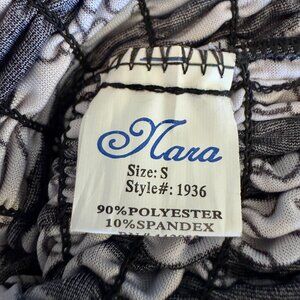 Nara
Size: S
Style#: 1936
90%POLYESTER
10%SPANDEX